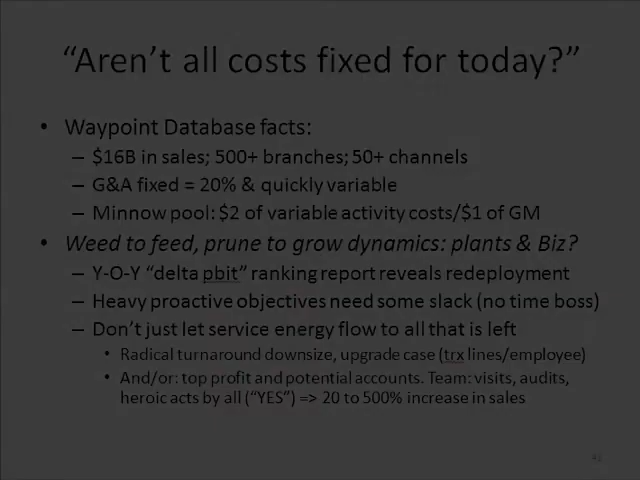 “Aren’t all costs fixed for today?”
• Waypoint Database facts:
– $16B in sales; 500+ branches; 50+ channels
– G&A fixed = 20% & quickly variable
– Minnow pool: $2 of variable activity costs/$1 of GM
• Weed to feed, prune to grow dynamics: plants & Biz?
– Y-O-Y “delta pbit” ranking report reveals redeployment
– Heavy proactive objectives need some slack (no time boss)
– Don’t just let service energy flow to all that is left
• Radical turnaround downsize, upgrade case (trx lines/employee)
• And/or: top profit and potential accounts. Team: visits, audits,
heroic acts by all (“YES”) => 20 to 500% increase in sales